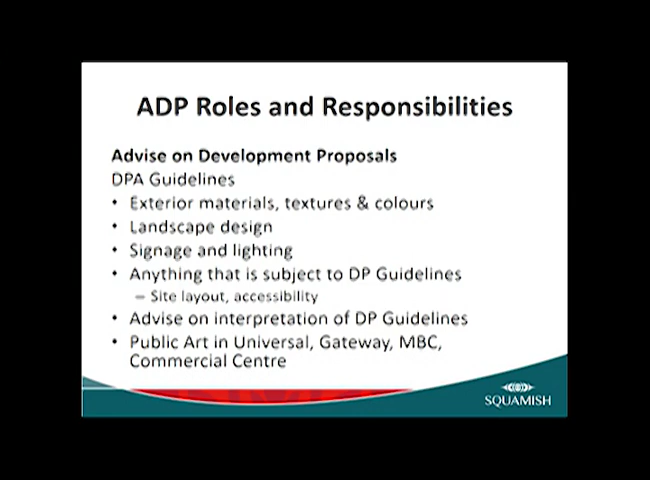 ADP Roles and Responsibilities
Advise on Development Proposals
DPA Guidelines
• Exterior materials, textures & colours
• Landscape design
• Signage and lighting
• Anything that is subject to DP Guidelines
– Site layout, accessibility
• Advise on interpretation of DP Guidelines
• Public Art in Universal, Gateway, MBC,
Commercial Centre
SQUAMISH